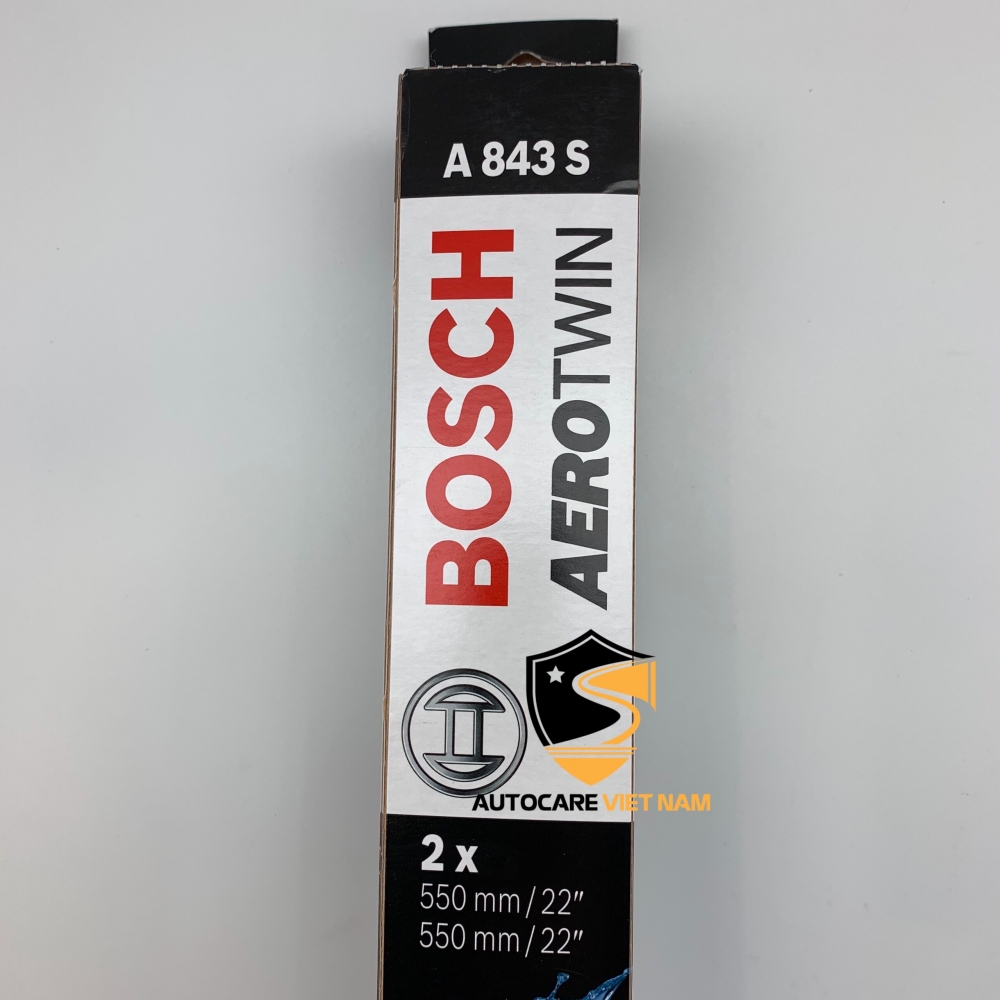 A 843 S
BOSCH
AEROTWIN
AUTOCARE VIET NAM
2 x
550 mm / 22"
550 mm / 22"